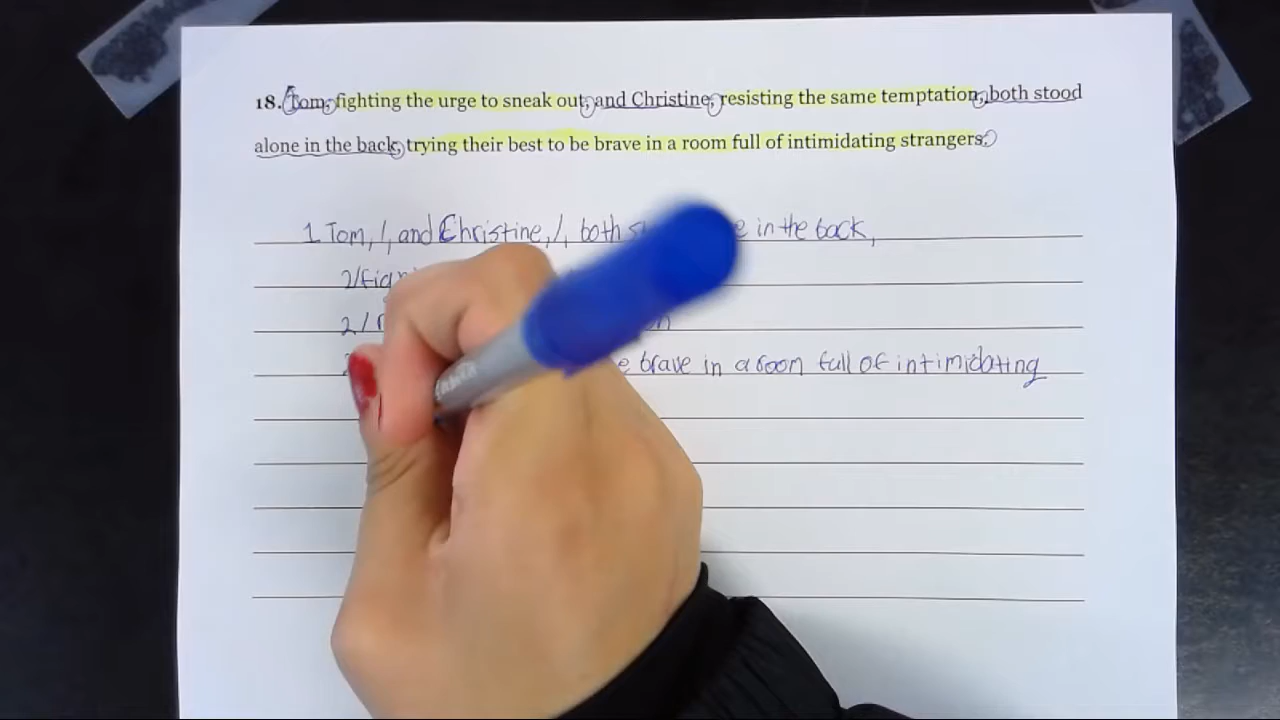 18. Tom, fighting the urge to sneak out, and Christine, resisting the same temptation, both stood
alone in the back, trying their best to be brave in a room full of intimidating strangers.
1 Tom, /, and Christine, /, both in the back,
2/
2/
brave in a room full of intimidating